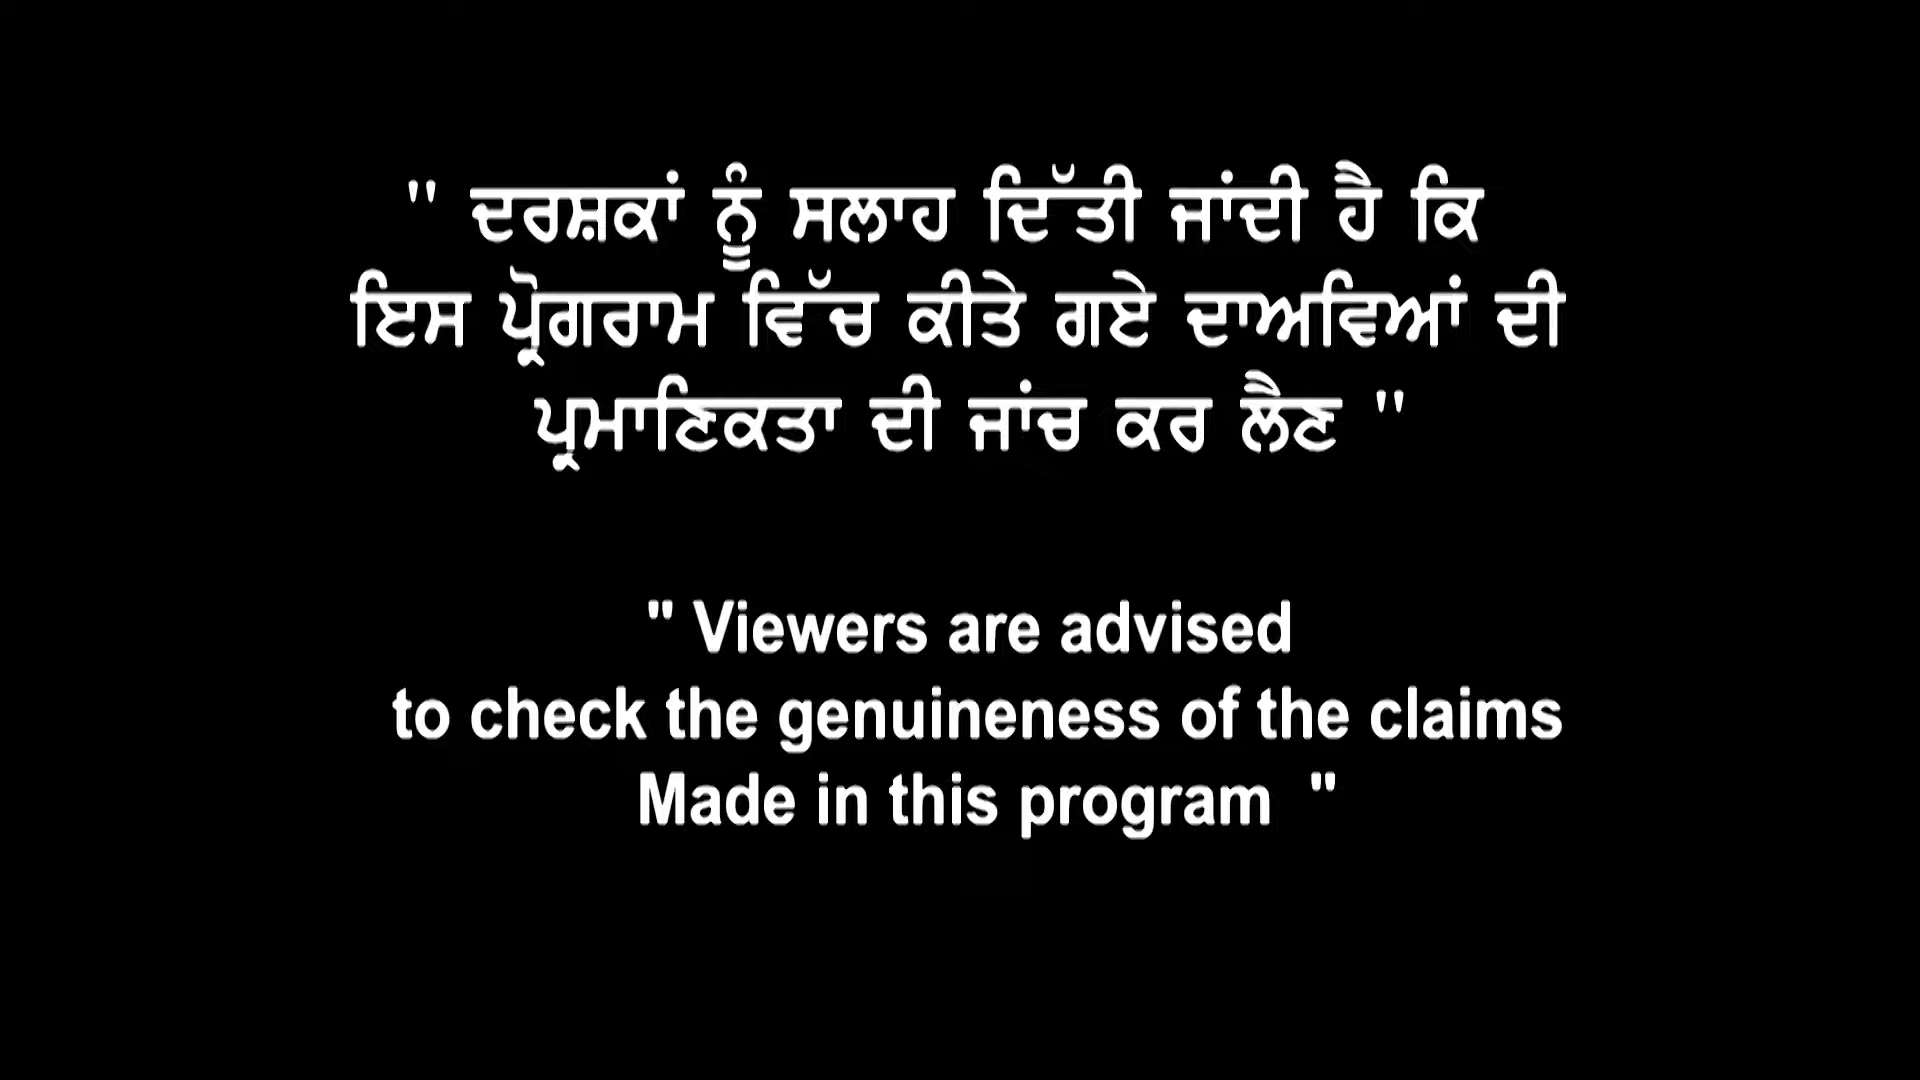 " ਦਰਸ਼ਕਾਂ ਨੂੰ ਸਲਾਹ ਦਿੱਤੀ ਜਾਂਦੀ ਹੈ ਕਿ
ਇਸ ਪ੍ਰੋਗਰਾਮ ਵਿੱਚ ਕੀਤੇ ਗਏ ਦਾਅਵਿਆਂ ਦੀ
ਪ੍ਰਮਾਣਿਕਤਾ ਦੀ ਜਾਂਚ ਕਰ ਲੈਣ "
" Viewers are advised
to check the genuineness of the claims
Made in this program "